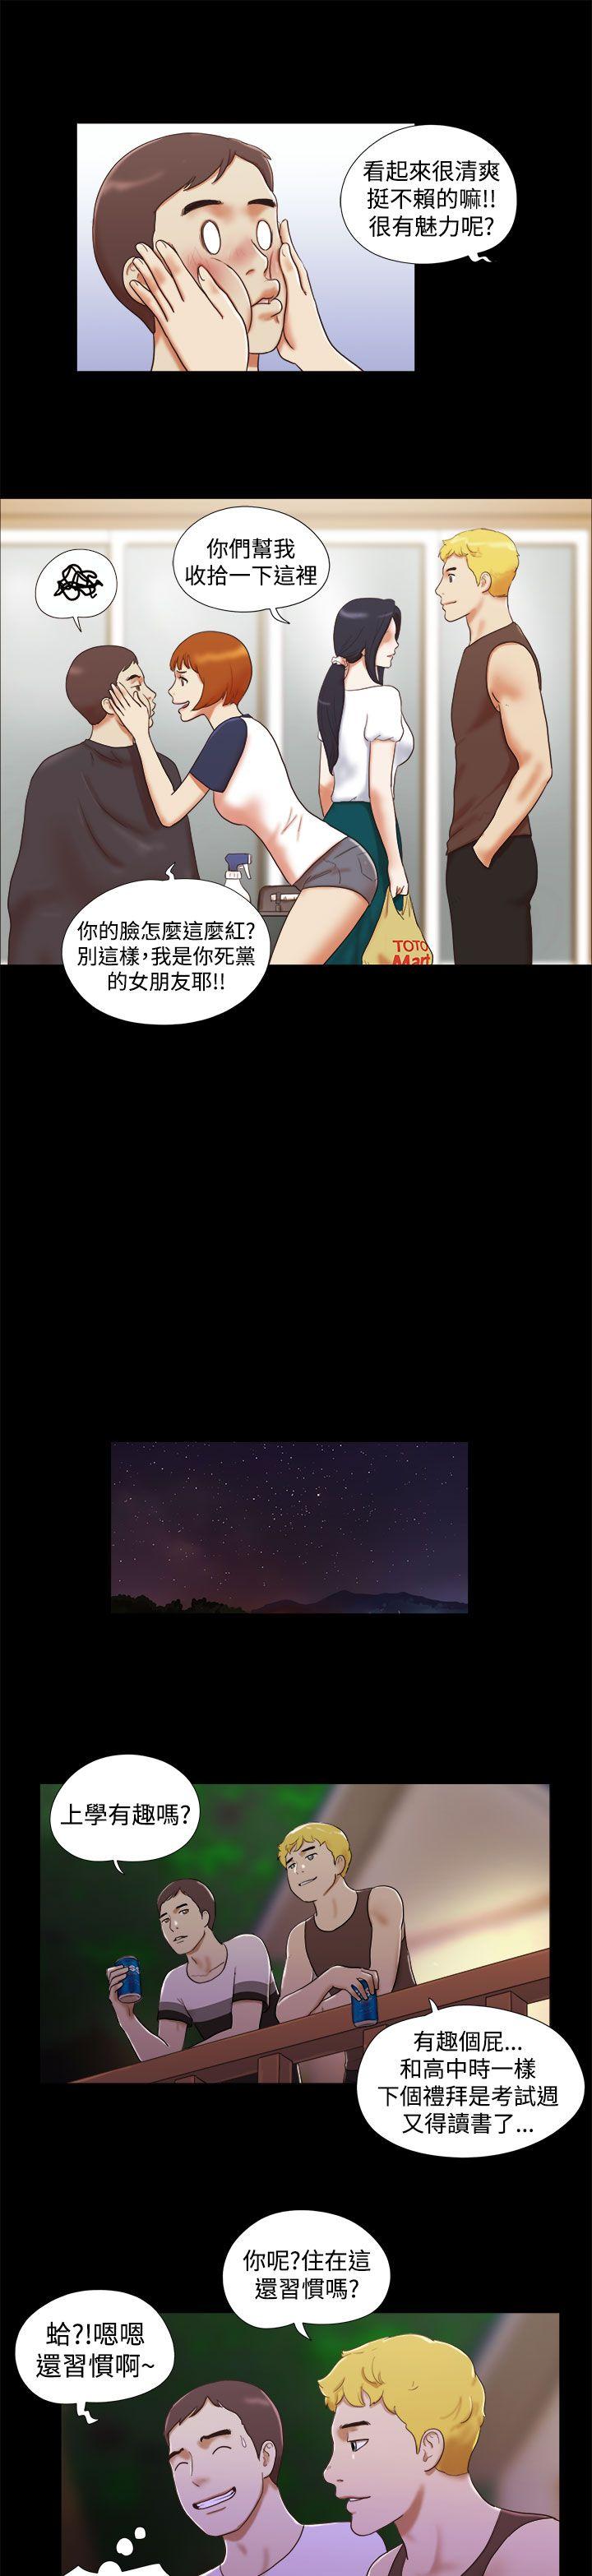 看起來很清爽
挺不賴的嘛!!
很有魅力呢?
你們幫我
收拾一下這裡
TOTO
Mart
你的臉怎麼這麼紅?
別這樣,我是你死黨
的女朋友耶!!
上學有趣嗎?
有趣個屁...
和高中時一樣
下個禮拜是考試週
又得讀書了...
你呢?住在這
還習慣嗎?
蛤?!嗯嗯
還習慣啊~